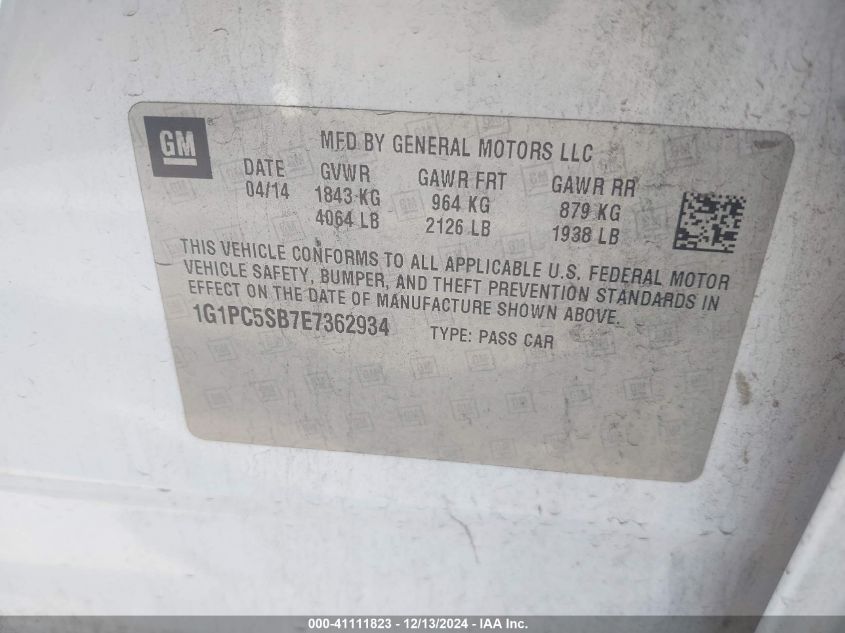 GM
MFD BY GENERAL MOTORS LLC
DATE GVWR GAWR FRT GAWR RR
04/14 1843 KG 964 KG 879 KG
4064 LB 2126 LB 1938 LB
THIS VEHICLE CONFORMS TO ALL APPLICABLE U.S. FEDERAL MOTOR
VEHICLE SAFETY, BUMPER, AND THEFT PREVENTION STANDARDS IN
EFFECT ON THE DATE OF MANUFACTURE SHOWN ABOVE.
1G1PC5SB7E7362934 TYPE: PASS CAR
000-41111823 - 12/13/2024 - IAA Inc.